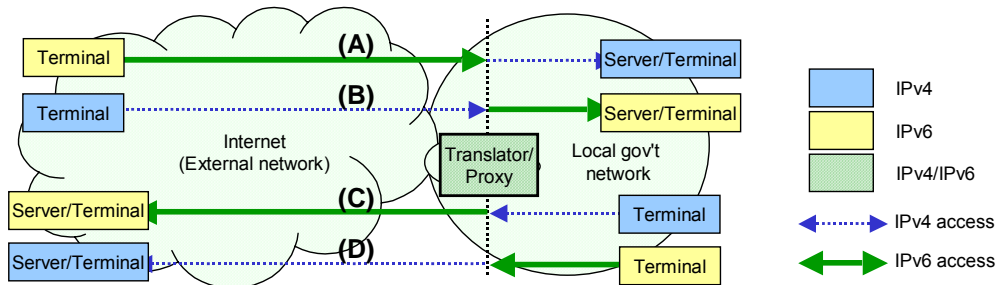 (A)
Terminal
Server/Terminal
(B)
Terminal
Server/Terminal
Internet
(External network)
Translator/
Proxy
Local gov't
network
(C)
Server/Terminal
Terminal
(D)
Server/Terminal
Terminal
IPv4
IPv6
IPv4/IPv6
IPv4 access
IPv6 access